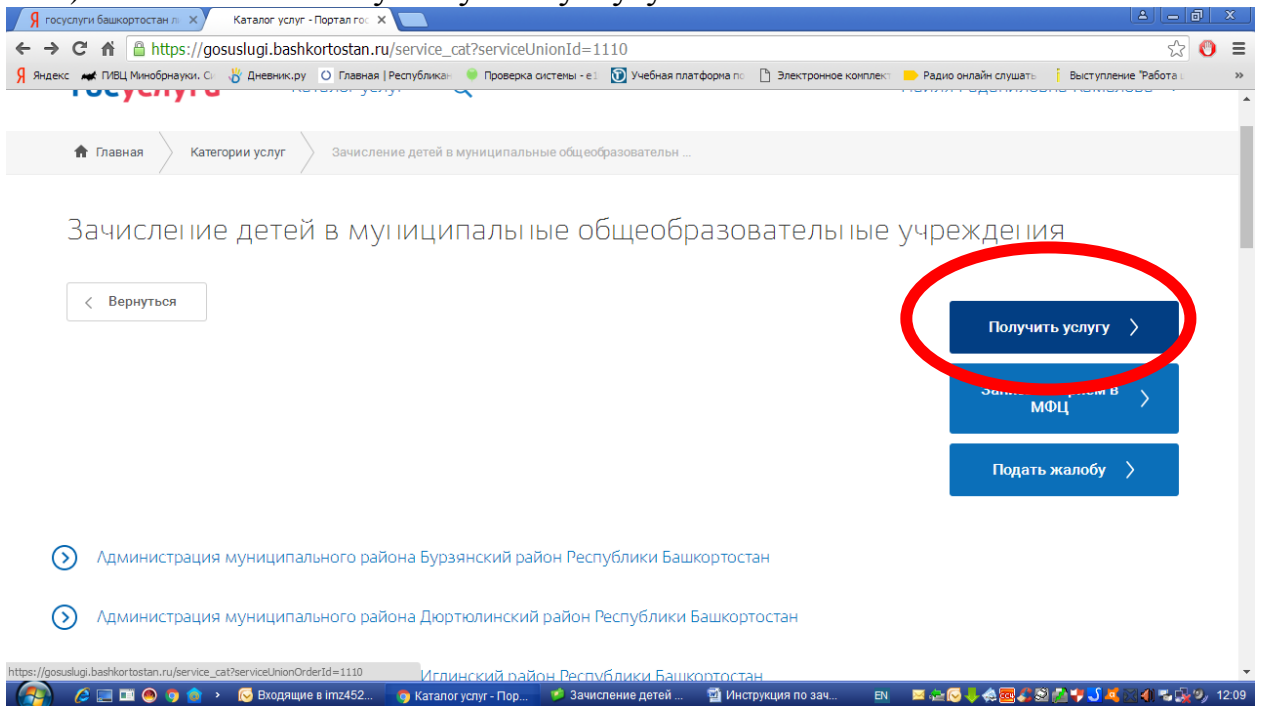 госуслуги башкортостан л
Каталог услуг - Портал гос
https://gosuslugi.bashkortostan.ru/service_cat?serviceUnionId=1110
Яндекс ГИВЦ Минобрнауки. Си Дневник.ру Главная | Республикан Проверка системы - e Учебная платформа по Электронное комплект Радио онлайн слушать Выступление "Работа
госуслуги Каталог услуг
Главная Категории услуг Зачисление детей в муниципальные общеобразовательн ...
Зачисление детей в муниципальные общеобразовательные учреждения
Вернуться
Получить услугу
МФЦ
Подать жалобу
Администрация муниципального района Бурзянский район Республики Башкортостан
Администрация муниципального района Дюртюлинский район Республики Башкортостан
Иглинский район Республики Башкортостан
https://gosuslugi.bashkortostan.ru/service_cat?serviceUnionOrderId=1110
Входящие в imz452... Каталог услуг - Пор... Зачисление детей ... Инструкция по зач... EN 12:09